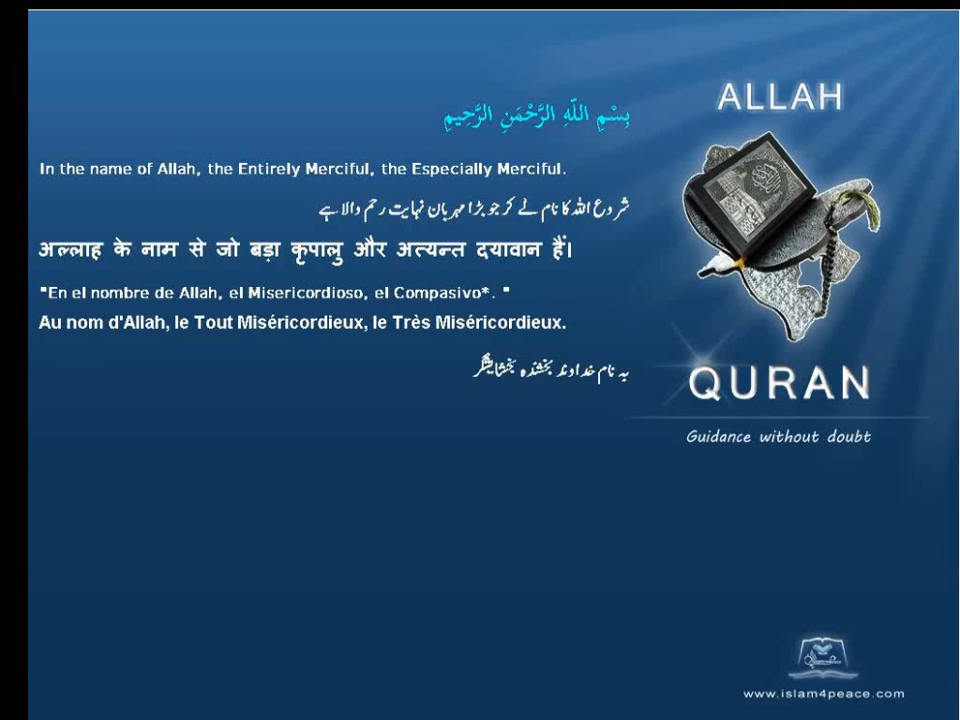 بِسْمِ اللَّهِ الرَّحْمَنِ الرَّحِيمِ
In the name of Allah, the Entirely Merciful, the Especially Merciful.
شروع الله کا نام لے کر جو بڑا مہربان نہایت رحم والا ہے
अल्लाह के नाम से जो बड़ा कृपालु और अत्यन्त दयावान हैं।
"En el nombre de Allah, el Misericordioso, el Compasivo*. "
Au nom d'Allah, le Tout Miséricordieux, le Très Miséricordieux.
به نام خداوند بخشنده بخشایشگر
ALLAH
QURAN
Guidance without doubt
www.islam4peace.com